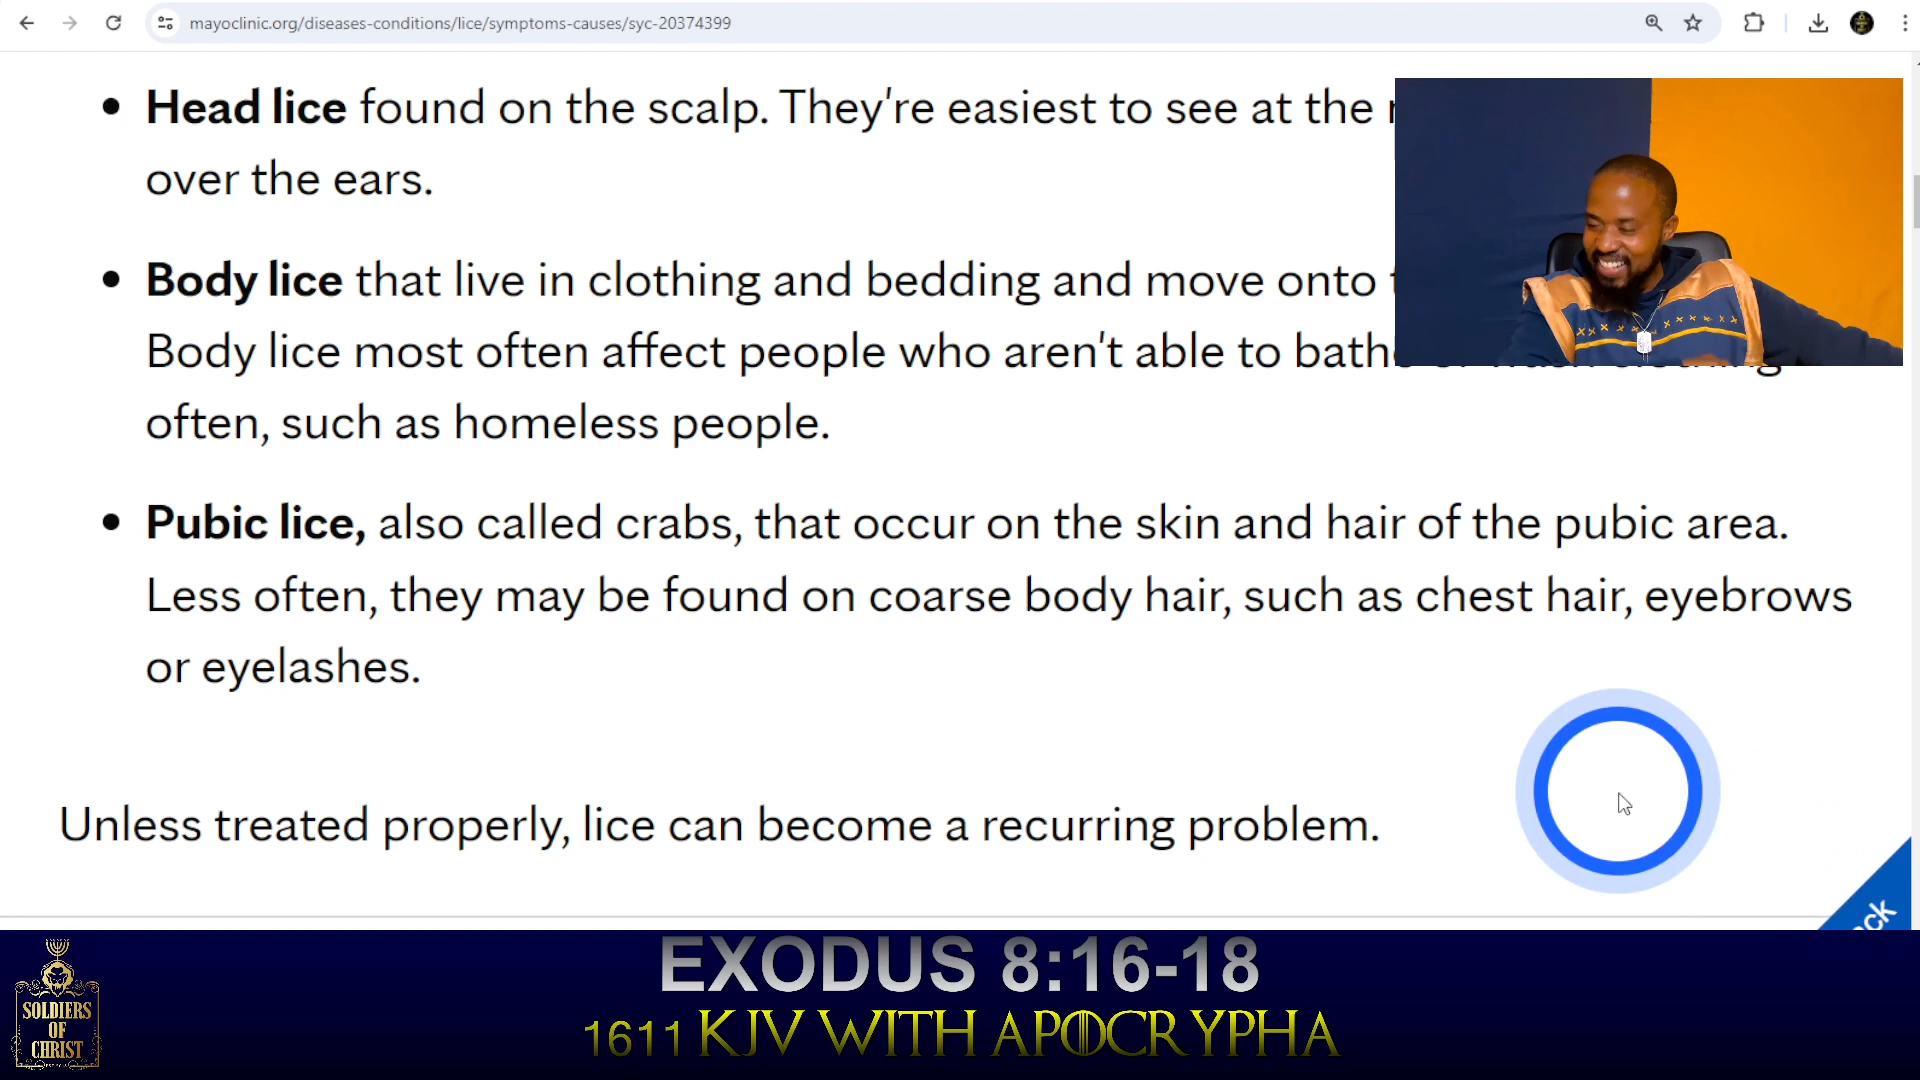 mayoclinic.org/diseases-conditions/lice/symptoms-causes/syc-20374399
Head lice found on the scalp. They're easiest to see at the
over the ears.
Body lice that live in clothing and bedding and move onto
Body lice most often affect people who aren't able to bathe
often, such as homeless people.
Pubic lice, also called crabs, that occur on the skin and hair of the pubic area.
Less often, they may be found on coarse body hair, such as chest hair, eyebrows
or eyelashes.
Unless treated properly, lice can become a recurring problem.
EXODUS 8:16-18
1611 KJV WITH APOCRYPHA
SOLDIERS
OF
CHRIST